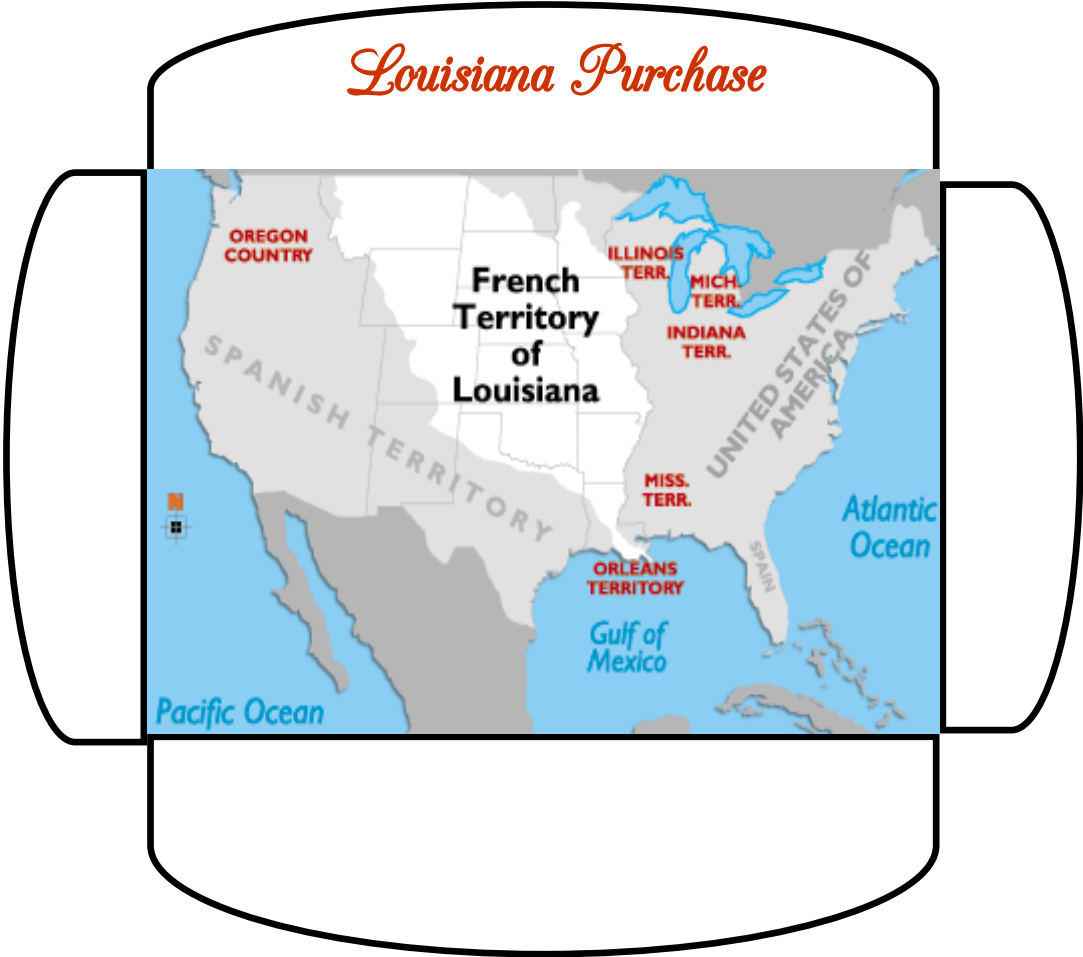 Louisiana Purchase
OREGON
COUNTRY
ILLINOIS
TERR.
MICH.
TERR.
INDIANA
TERR.
French
Territory
of
Louisiana
UNITED STATES OF
AMERICA
SPANISH TERRITORY
MISS.
TERR.
N
Atlantic
Ocean
SPAIN
ORLEANS
TERRITORY
Gulf of
Mexico
Pacific Ocean